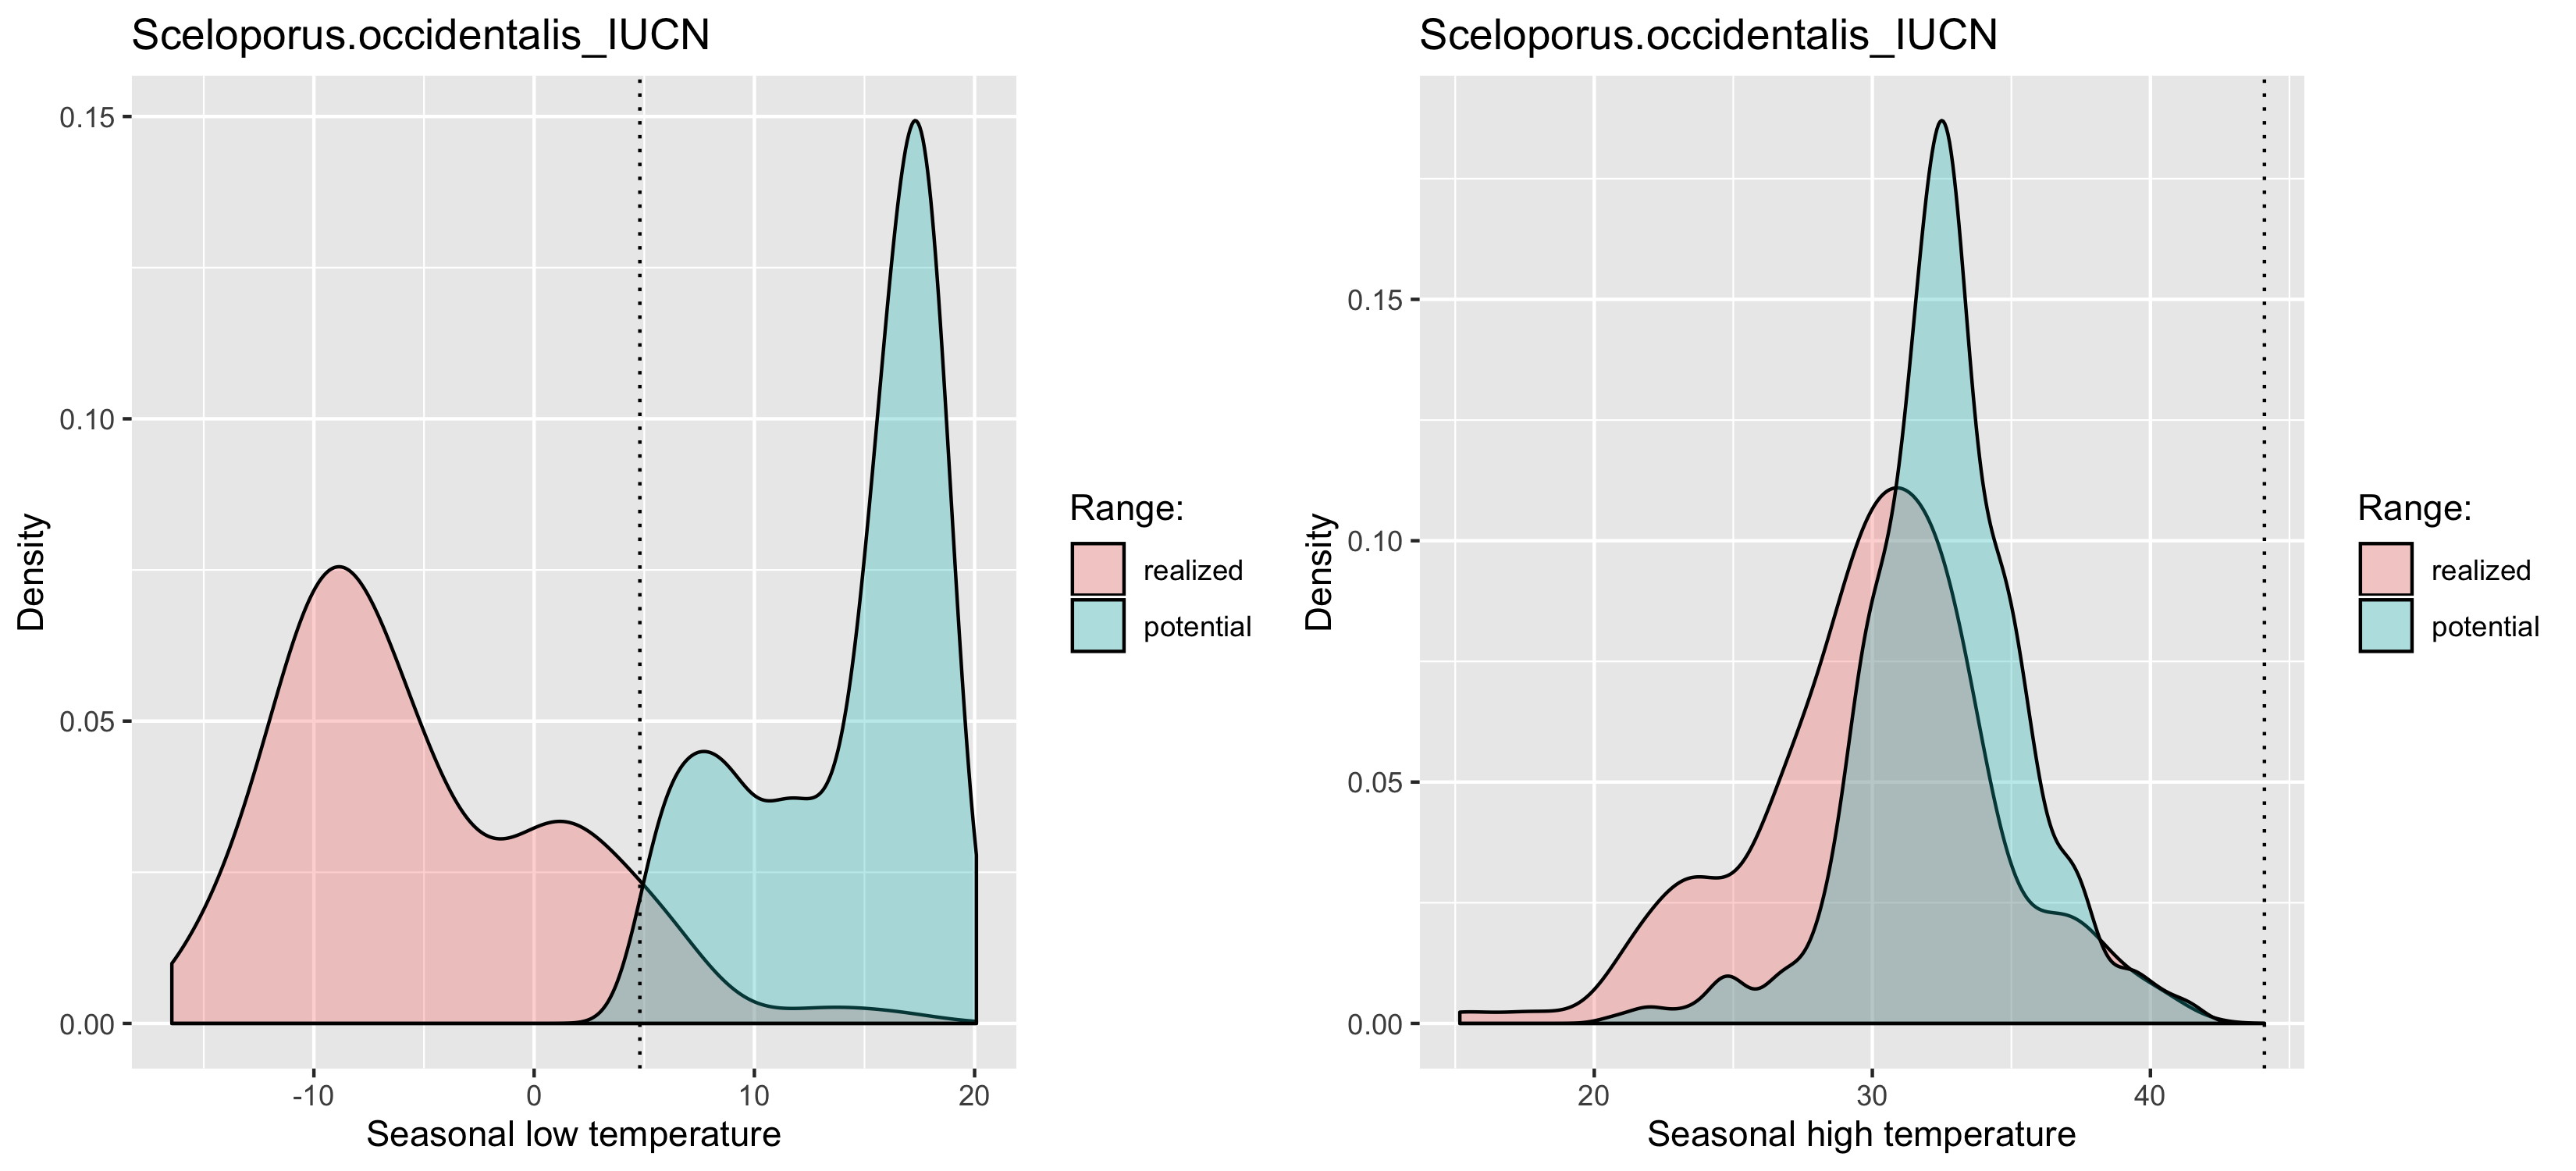 Sceloporus.occidentalis_IUCN
0.15
0.10
0.05
0.00
Density
-10
0
10
20
Seasonal low temperature
Range:
realized
potential
Sceloporus.occidentalis_IUCN
0.15
0.10
0.05
0.00
Density
20
30
40
Seasonal high temperature
Range:
realized
potential